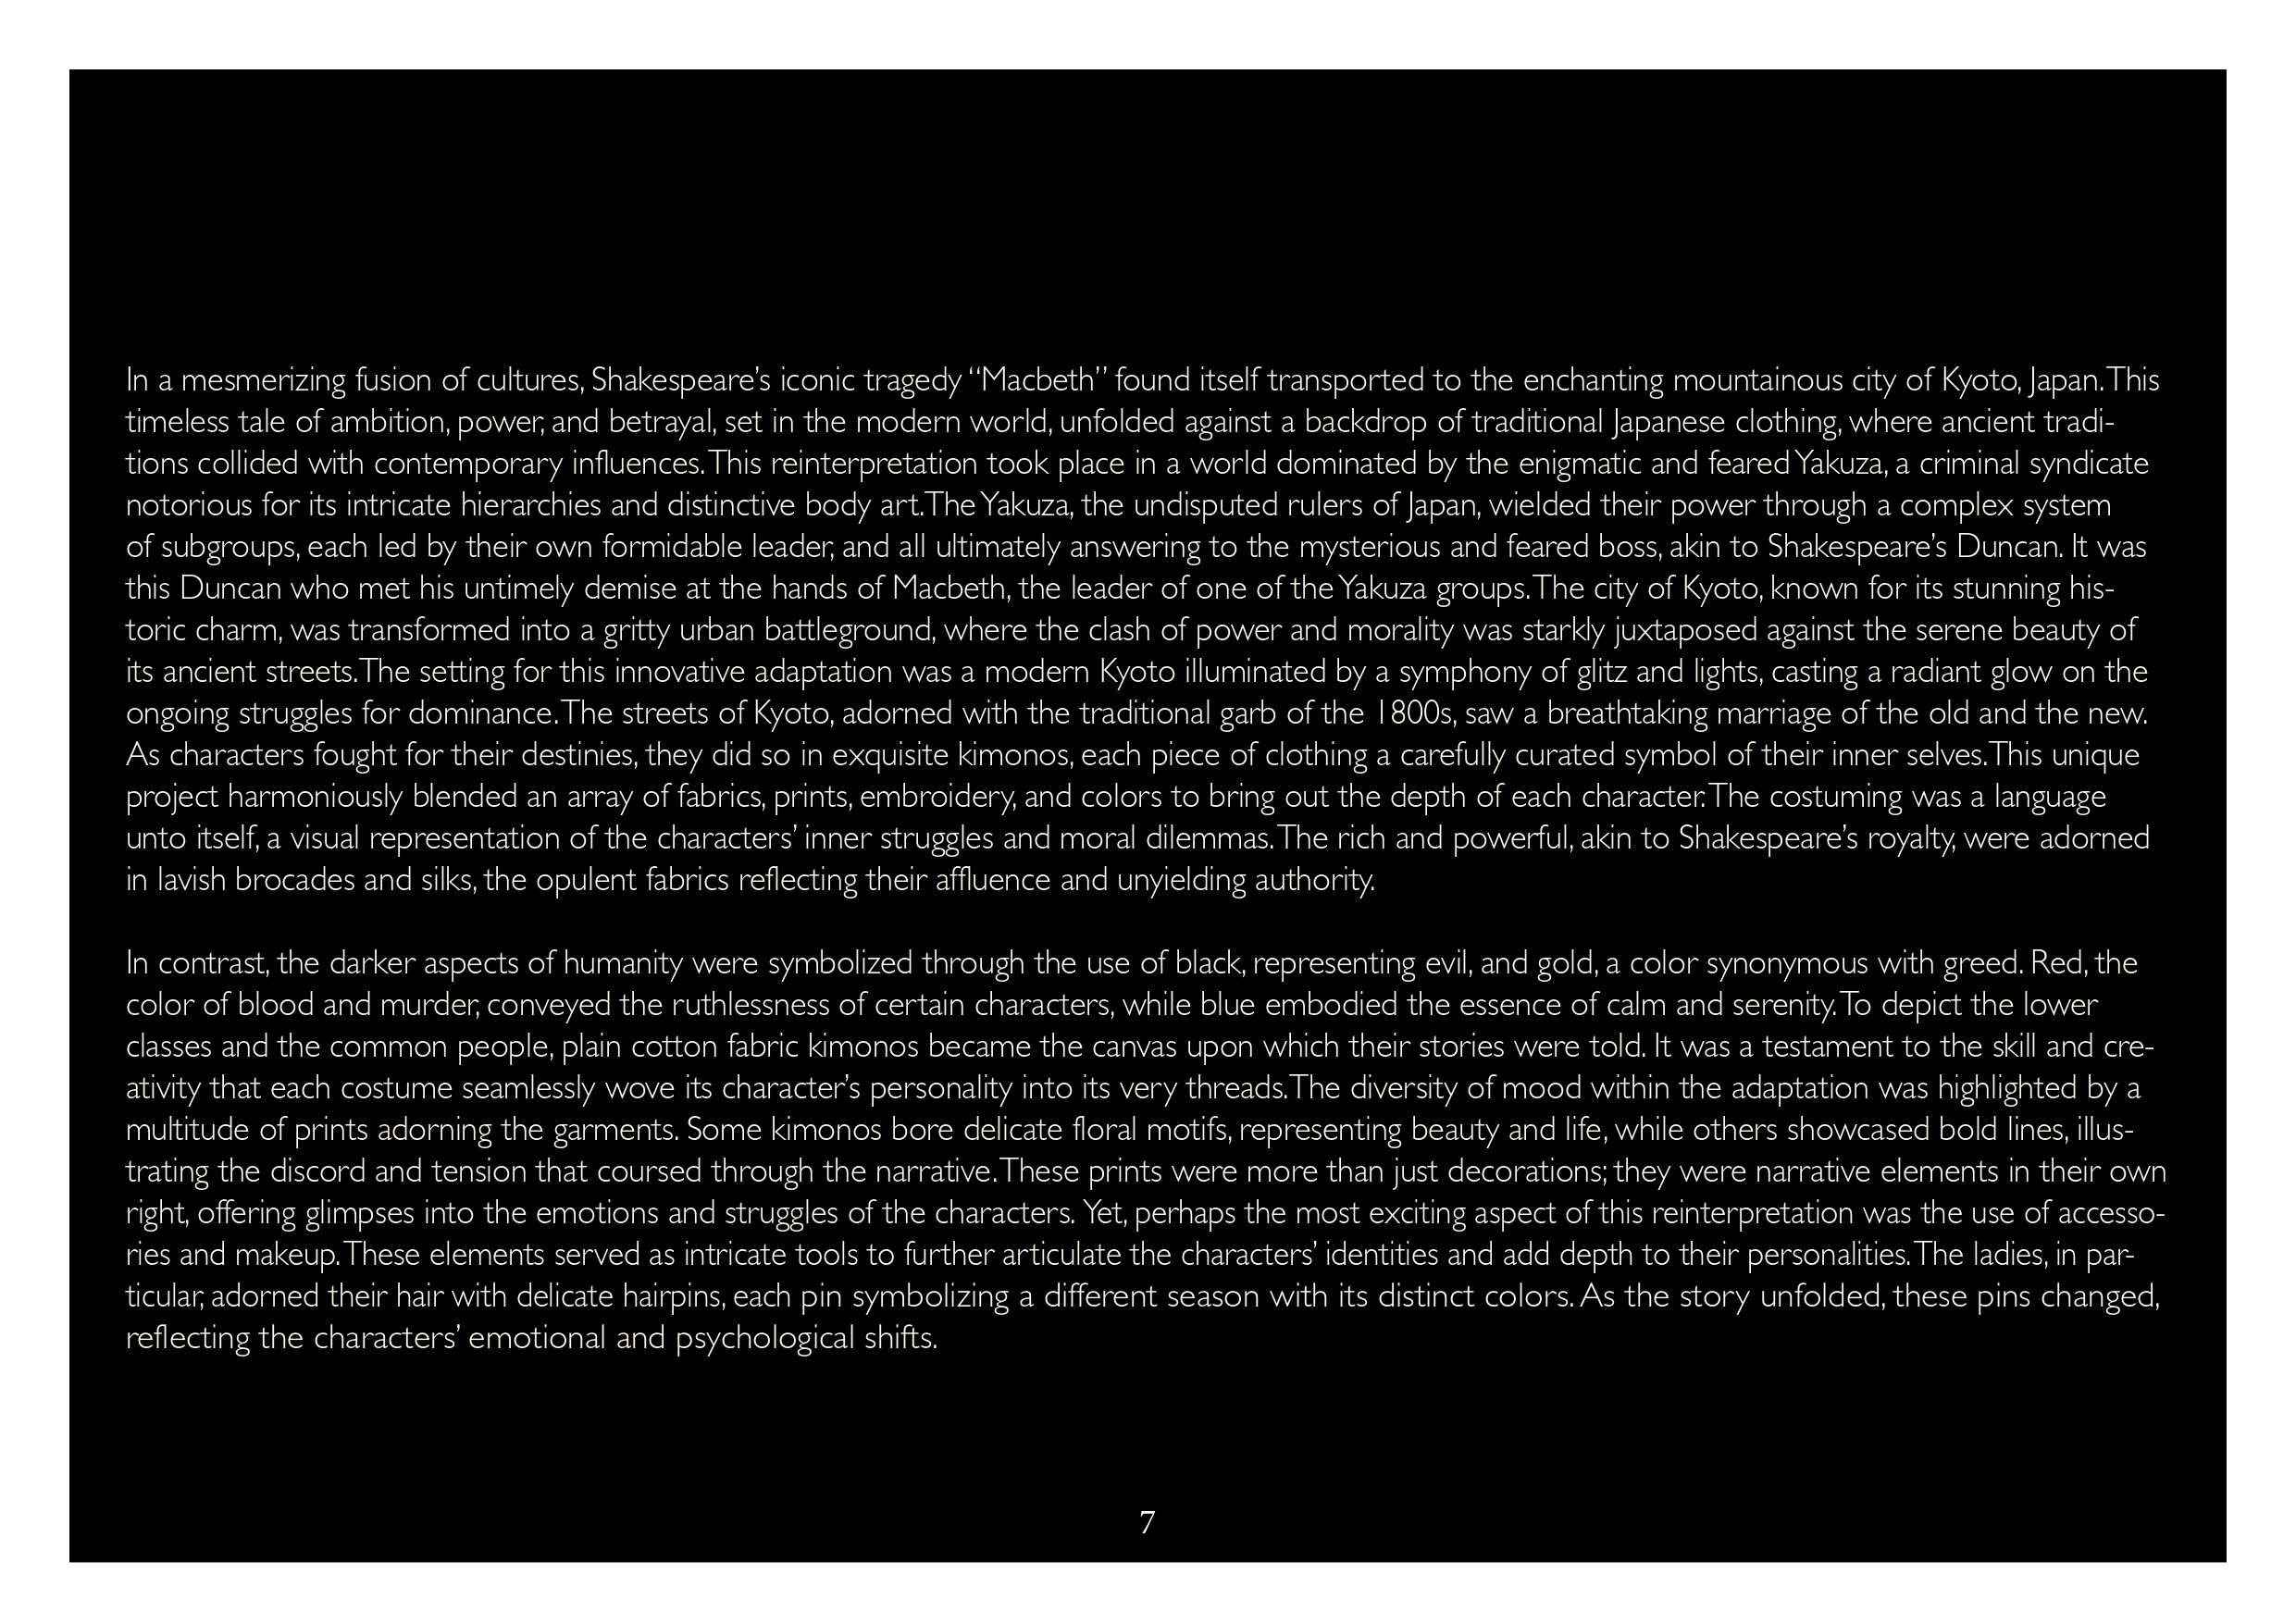 In a mesmerizing fusion of cultures, Shakespeare’s iconic tragedy “Macbeth” found itself transported to the enchanting mountainous city of Kyoto, Japan. This
timeless tale of ambition, power, and betrayal, set in the modern world, unfolded against a backdrop of traditional Japanese clothing, where ancient tradi-
tions collided with contemporary influences. This reinterpretation took place in a world dominated by the enigmatic and feared Yakuza, a criminal syndicate
notorious for its intricate hierarchies and distinctive body art. The Yakuza, the undisputed rulers of Japan, wielded their power through a complex system
of subgroups, each led by their own formidable leader, and all ultimately answering to the mysterious and feared boss, akin to Shakespeare’s Duncan. It was
this Duncan who met his untimely demise at the hands of Macbeth, the leader of one of the Yakuza groups. The city of Kyoto, known for its stunning his-
toric charm, was transformed into a gritty urban battleground, where the clash of power and morality was starkly juxtaposed against the serene beauty of
its ancient streets. The setting for this innovative adaptation was a modern Kyoto illuminated by a symphony of glitz and lights, casting a radiant glow on the
ongoing struggles for dominance. The streets of Kyoto, adorned with the traditional garb of the 1800s, saw a breathtaking marriage of the old and the new.
As characters fought for their destinies, they did so in exquisite kimonos, each piece of clothing a carefully curated symbol of their inner selves. This unique
project harmoniously blended an array of fabrics, prints, embroidery, and colors to bring out the depth of each character. The costuming was a language
unto itself, a visual representation of the characters’ inner struggles and moral dilemmas. The rich and powerful, akin to Shakespeare’s royalty, were adorned
in lavish brocades and silks, the opulent fabrics reflecting their affluence and unyielding authority.
In contrast, the darker aspects of humanity were symbolized through the use of black, representing evil, and gold, a color synonymous with greed. Red, the
color of blood and murder, conveyed the ruthlessness of certain characters, while blue embodied the essence of calm and serenity. To depict the lower
classes and the common people, plain cotton fabric kimonos became the canvas upon which their stories were told. It was a testament to the skill and cre-
ativity that each costume seamlessly wove its character’s personality into its very threads. The diversity of mood within the adaptation was highlighted by a
multitude of prints adorning the garments. Some kimonos bore delicate floral motifs, representing beauty and life, while others showcased bold lines, illus-
trating the discord and tension that coursed through the narrative. These prints were more than just decorations; they were narrative elements in their own
right, offering glimpses into the emotions and struggles of the characters. Yet, perhaps the most exciting aspect of this reinterpretation was the use of accesso-
ries and makeup. These elements served as intricate tools to further articulate the characters’ identities and add depth to their personalities. The ladies, in par-
ticular, adorned their hair with delicate hairpins, each pin symbolizing a different season with its distinct colors. As the story unfolded, these pins changed,
reflecting the characters’ emotional and psychological shifts.
7